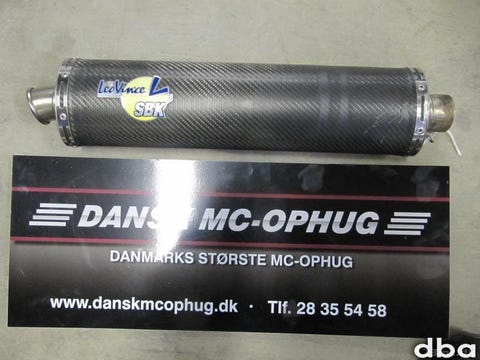 LeoVince
SBK
DANSK MC-OPHUG
DANMARKS STØRSTE MC-OPHUG
www.danskmcophug.dk · Tlf. 28 35 54 58
dba